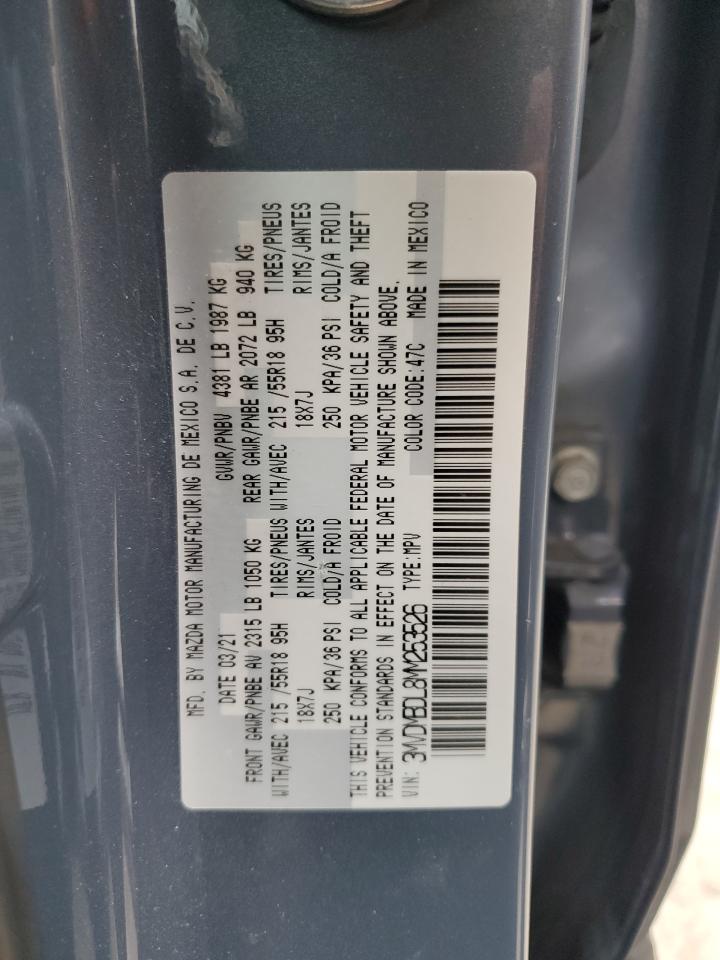 MFD. BY MAZDA MOTOR MANUFACTURING DE MEXICO S.A. DE C.V.
DATE 03/21 GVWR/PNBV 4381 LB 1987 KG
FRONT GAWR/PNBE AV 2315 LB 1050 KG REAR GAWR/PNBE AR 2072 LB 940 KG
WITH/AVEC 215 /55R18 95H TIRES/PNEUS WITH/AVEC 215 /55R18 95H TIRES/PNEUS
18X7J RIMS/JANTES 18X7J RIMS/JANTES
250 KPA/36 PSI COLD/A FROID 250 KPA/36 PSI COLD/A FROID
THIS VEHICLE CONFORMS TO ALL APPLICABLE FEDERAL MOTOR VEHICLE SAFETY AND THEFT
PREVENTION STANDARDS IN EFFECT ON THE DATE OF MANUFACTURE SHOWN ABOVE.
VIN: 3MVDMBDL8MM253526 TYPE:MPV COLOR CODE:47C MADE IN MEXICO